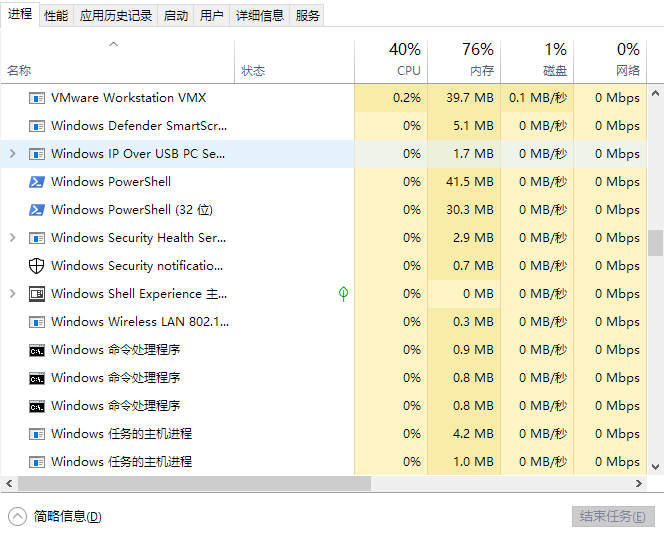 进程 性能 应用历史记录 启动 用户 详细信息 服务
40% 76% 1% 0%
名称 状态 CPU 内存 磁盘 网络
VMware Workstation VMX 0.2% 39.7 MB 0.1 MB/秒 0 Mbps
Windows Defender SmartScr... 0% 5.1 MB 0 MB/秒 0 Mbps
Windows IP Over USB PC Se... 0% 1.7 MB 0 MB/秒 0 Mbps
Windows PowerShell 0% 41.5 MB 0 MB/秒 0 Mbps
Windows PowerShell (32 位) 0% 30.3 MB 0 MB/秒 0 Mbps
Windows Security Health Ser... 0% 2.9 MB 0 MB/秒 0 Mbps
Windows Security notificatio... 0% 0.7 MB 0 MB/秒 0 Mbps
Windows Shell Experience 主... 0% 0 MB 0 MB/秒 0 Mbps
Windows Wireless LAN 802.1... 0% 0.3 MB 0 MB/秒 0 Mbps
Windows 命令处理程序 0% 0.9 MB 0 MB/秒 0 Mbps
Windows 命令处理程序 0% 0.8 MB 0 MB/秒 0 Mbps
Windows 命令处理程序 0% 0.8 MB 0 MB/秒 0 Mbps
Windows 任务的主机进程 0% 4.2 MB 0 MB/秒 0 Mbps
Windows 任务的主机进程 0% 1.0 MB 0 MB/秒 0 Mbps
简略信息(D) 结束任务(E)